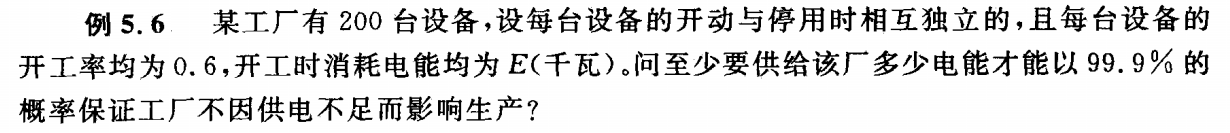 例 5.6 某工厂有 200 台设备,设每台设备的开动与停用时相互独立的,且每台设备的
开工率均为0.6,开工时消耗电能均为 E(千瓦)。问至少要供给该厂多少电能才能以 99.9% 的
概率保证工厂不因供电不足而影响生产?